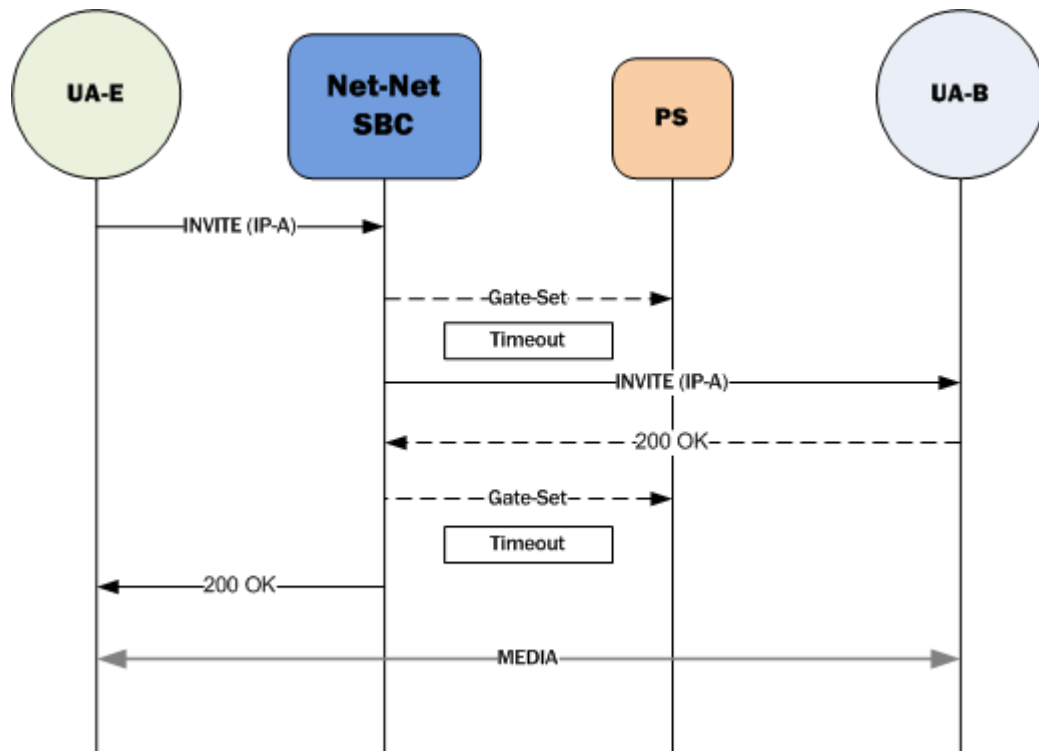 UA-E
Net-Net
SBC
PS
UA-B
INVITE (IP-A)
Gate-Set
Timeout
INVITE (IP-A)
200 OK
Gate-Set
Timeout
200 OK
MEDIA